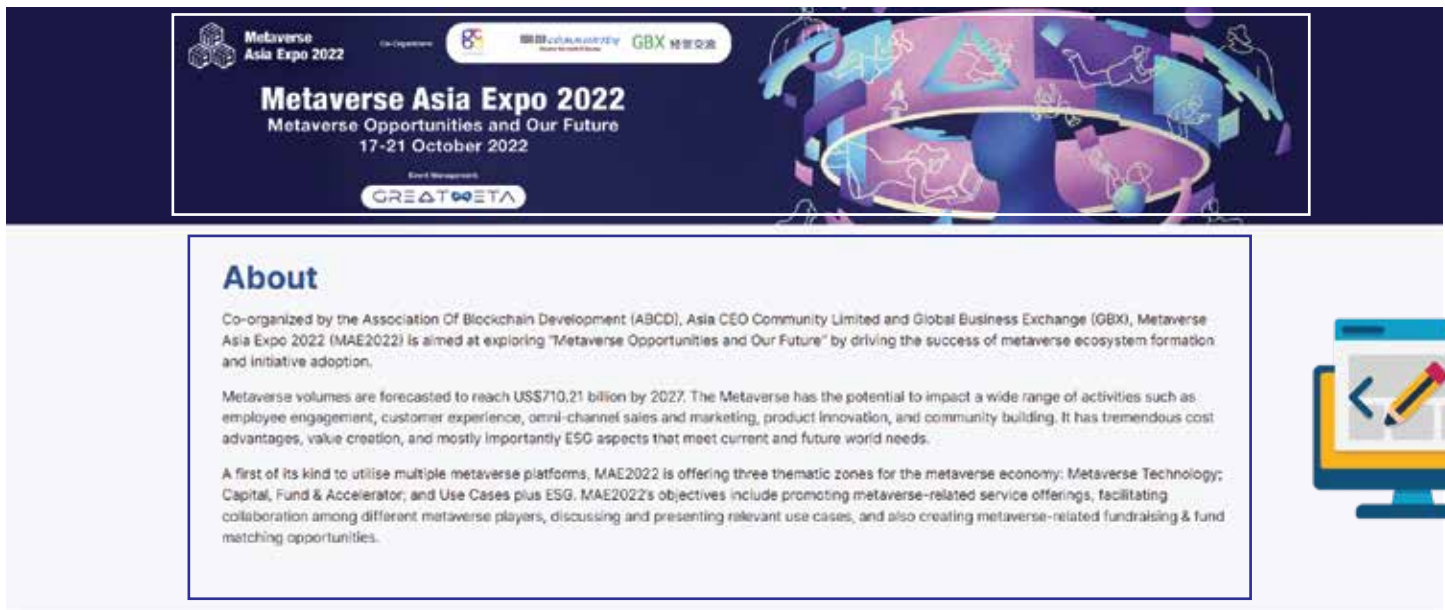 Metaverse
Asia Expo 2022
Co-Organizers:
community
GBX 経営交流
Metaverse Asia Expo 2022
Metaverse Opportunities and Our Future
17-21 October 2022
Event Management:
GREATMETA
About
Co-organized by the Association Of Blockchain Development (ABCD), Asia CEO Community Limited and Global Business Exchange (GBX), Metaverse
Asia Expo 2022 (MAE2022) is aimed at exploring "Metaverse Opportunities and Our Future" by driving the success of metaverse ecosystem formation
and initiative adoption.
Metaverse volumes are forecasted to reach US$710.21 billion by 2027. The Metaverse has the potential to impact a wide range of activities such as
employee engagement, customer experience, omni-channel sales and marketing, product innovation, and community building. It has tremendous cost
advantages, value creation, and mostly importantly ESG aspects that meet current and future world needs.
A first of its kind to utilise multiple metaverse platforms, MAE2022 is offering three thematic zones for the metaverse economy: Metaverse Technology;
Capital, Fund & Accelerator; and Use Cases plus ESG. MAE2022's objectives include promoting metaverse-related service offerings, facilitating
collaboration among different metaverse players, discussing and presenting relevant use cases, and also creating metaverse-related fundraising & fund
matching opportunities.